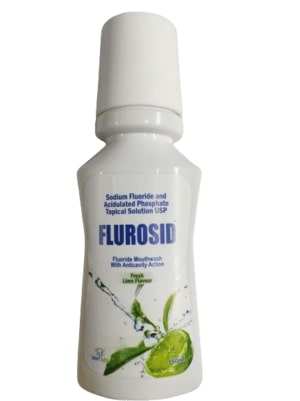 Sodium Fluoride and
Acidulated Phosphate
Topical Solution USP
FLUROSID
Fluoride Mouthwash
With Anticavity Action
Fresh
Lime Flavour